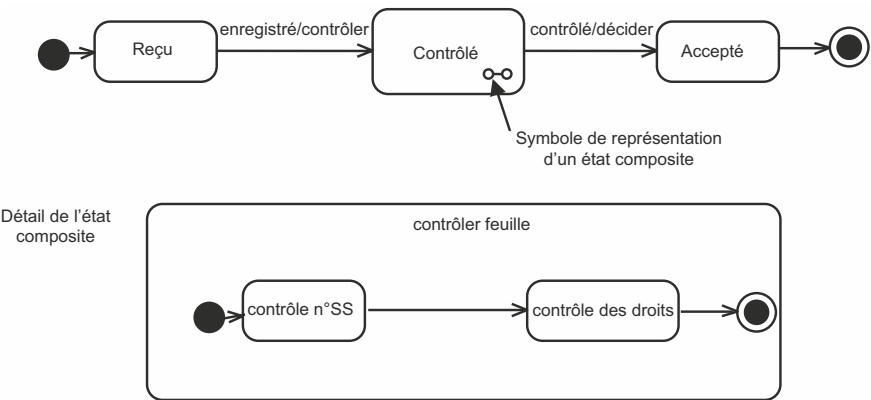 Reçu
enregistré/contrôler
Contrôlé
contrôlé/décider
Accepté
Symbole de représentation
d'un état composite
Détail de l'état
composite
contrôler feuille
contrôle n°SS
contrôle des droits